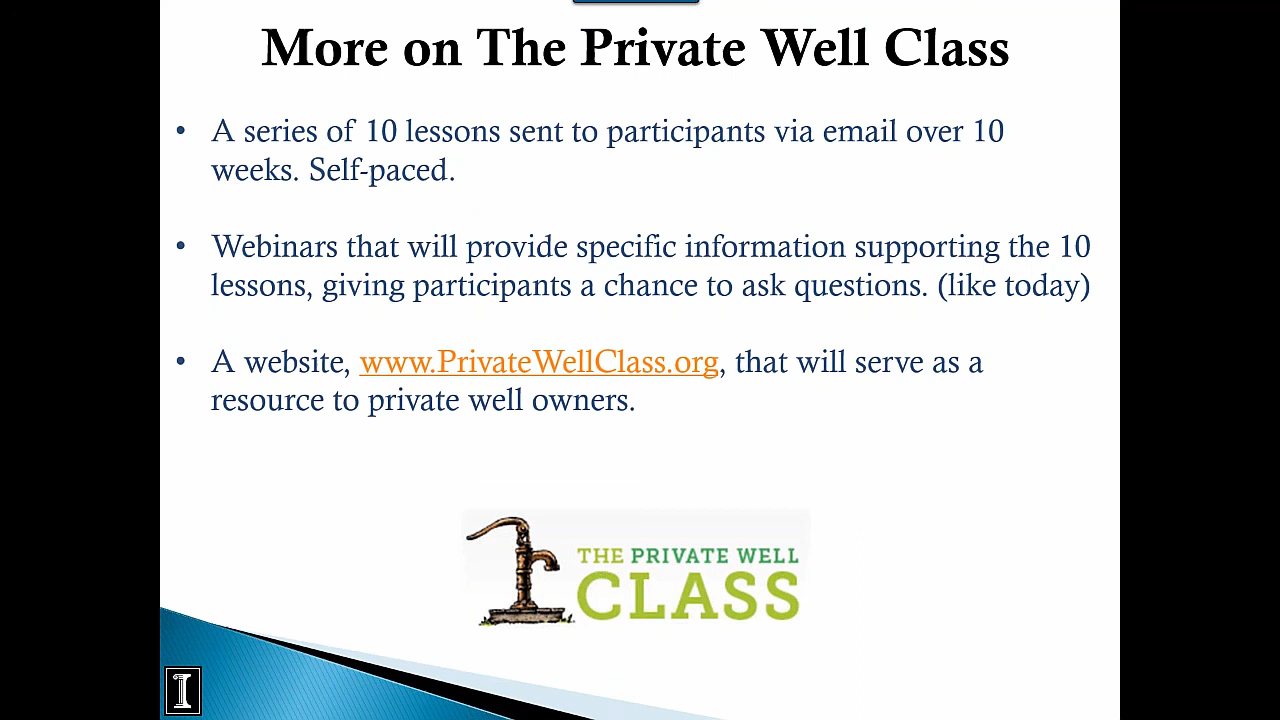 More on The Private Well Class
• A series of 10 lessons sent to participants via email over 10
weeks. Self-paced.
• Webinars that will provide specific information supporting the 10
lessons, giving participants a chance to ask questions. (like today)
• A website, www.PrivateWellClass.org, that will serve as a
resource to private well owners.
THE PRIVATE WELL
CLASS
I